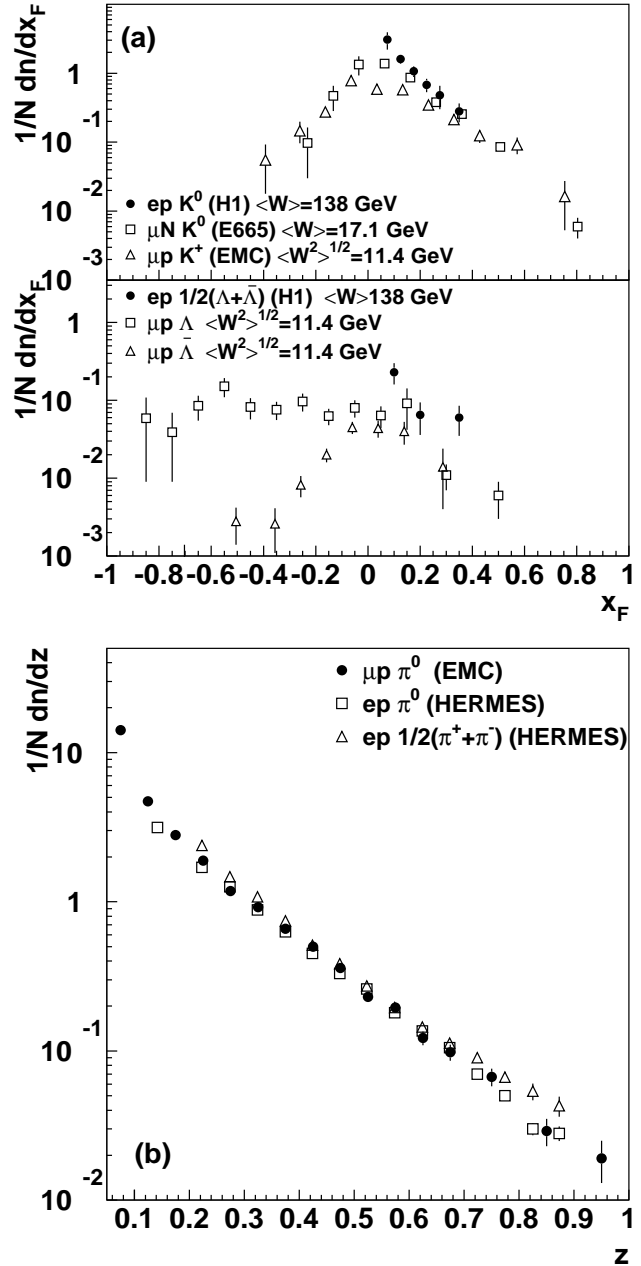 (a)
1/N dn/dx_F
1
10^-1
10^-2
10^-3
ep K^0 (H1) <W>=138 GeV
μN K^0 (E665) <W>=17.1 GeV
μp K^+ (EMC) <W^2>^1/2=11.4 GeV
1/N dn/dx_F
10
1
10^-1
10^-2
10^-3
ep 1/2(Λ+Λ̄) (H1) <W>138 GeV
μp Λ <W^2>^1/2=11.4 GeV
μp Λ̄ <W^2>^1/2=11.4 GeV
-1 -0.8 -0.6 -0.4 -0.2 0 0.2 0.4 0.6 0.8 1
x_F
1/N dn/dz
10
1
10^-1
10^-2
μp π^0 (EMC)
ep π^0 (HERMES)
ep 1/2(π^+ +π^-) (HERMES)
(b)
0.1 0.2 0.3 0.4 0.5 0.6 0.7 0.8 0.9 1
z